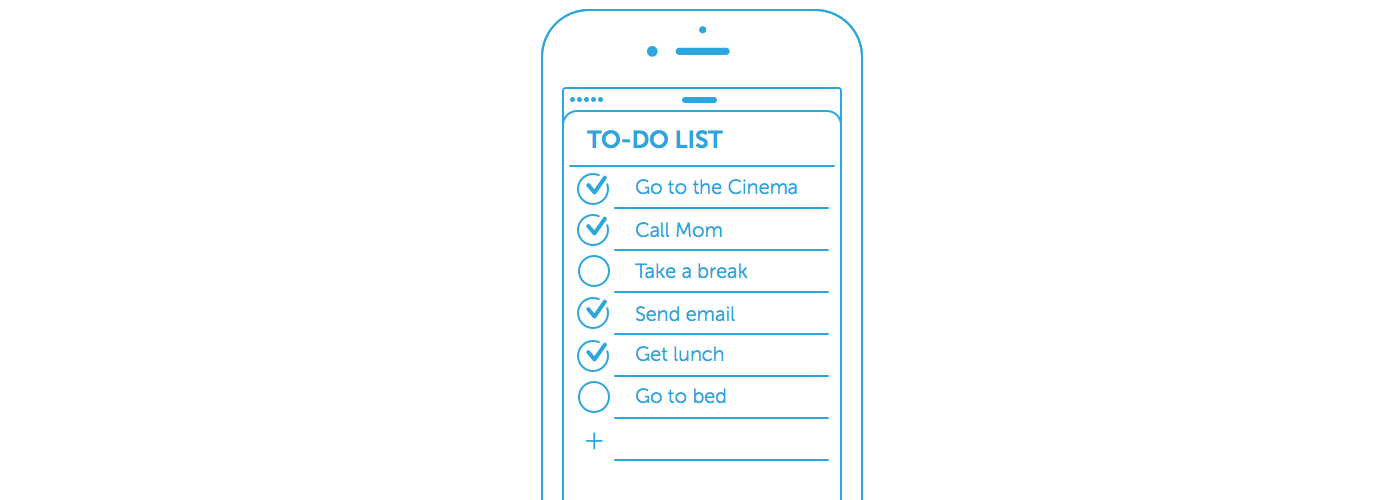 TO-DO LIST
Go to the Cinema
Call Mom
Take a break
Send email
Get lunch
Go to bed
+